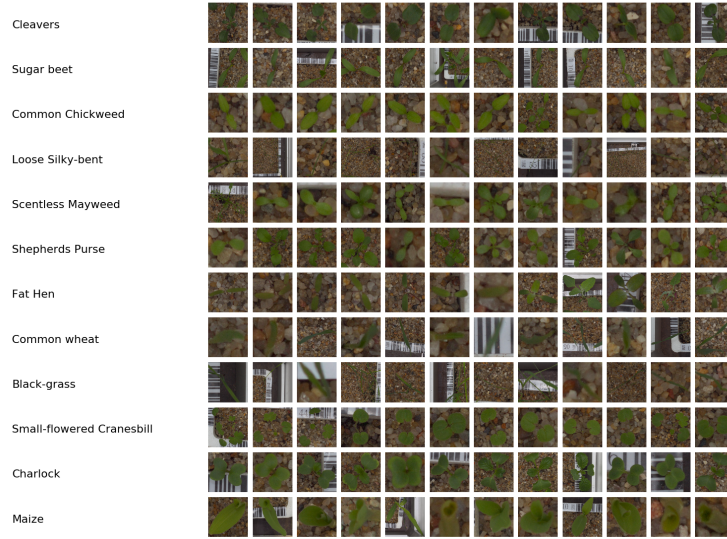 Cleavers
Sugar beet
Common Chickweed
Loose Silky-bent
Scentless Mayweed
Shepherds Purse
Fat Hen
Common wheat
Black-grass
Small-flowered Cranesbill
Charlock
Maize